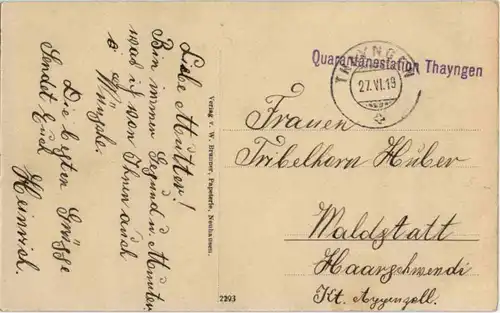 Liebe Mutter!
Bin immer Gesund u. Munter
was ich von Ihnen auch
Wünsche.
Die besten Grüsse
Sendet Euch
Heinrich.
Verlag v. W. Brunner, Papeterie, Neuhausen.
2293
THAYNGEN
27.VI.19
Quarantänestation Thayngen
Frauen
Tribelhorn Huber
Waldstatt
Haarschwendi
Kt. Appenzell.